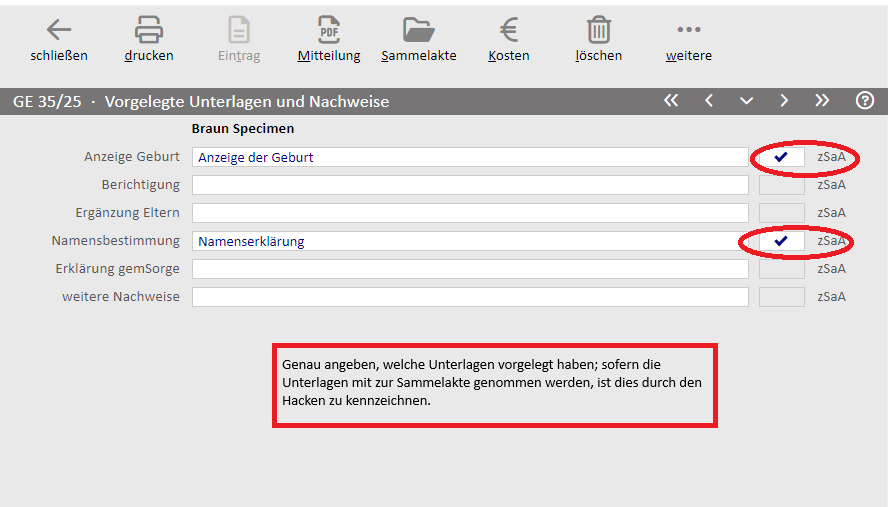 schließen drucken Eintrag Mitteilung Sammelakte Kosten löschen weitere
GE 35/25 · Vorgelegte Unterlagen und Nachweise
Braun Specimen
Anzeige Geburt Anzeige der Geburt zSaA
Berichtigung zSaA
Ergänzung Eltern zSaA
Namensbestimmung Namenserklärung zSaA
Erklärung gemSorge zSaA
weitere Nachweise zSaA
Genau angeben, welche Unterlagen vorgelegt haben; sofern die
Unterlagen mit zur Sammelakte genommen werden, ist dies durch den
Hacken zu kennzeichnen.